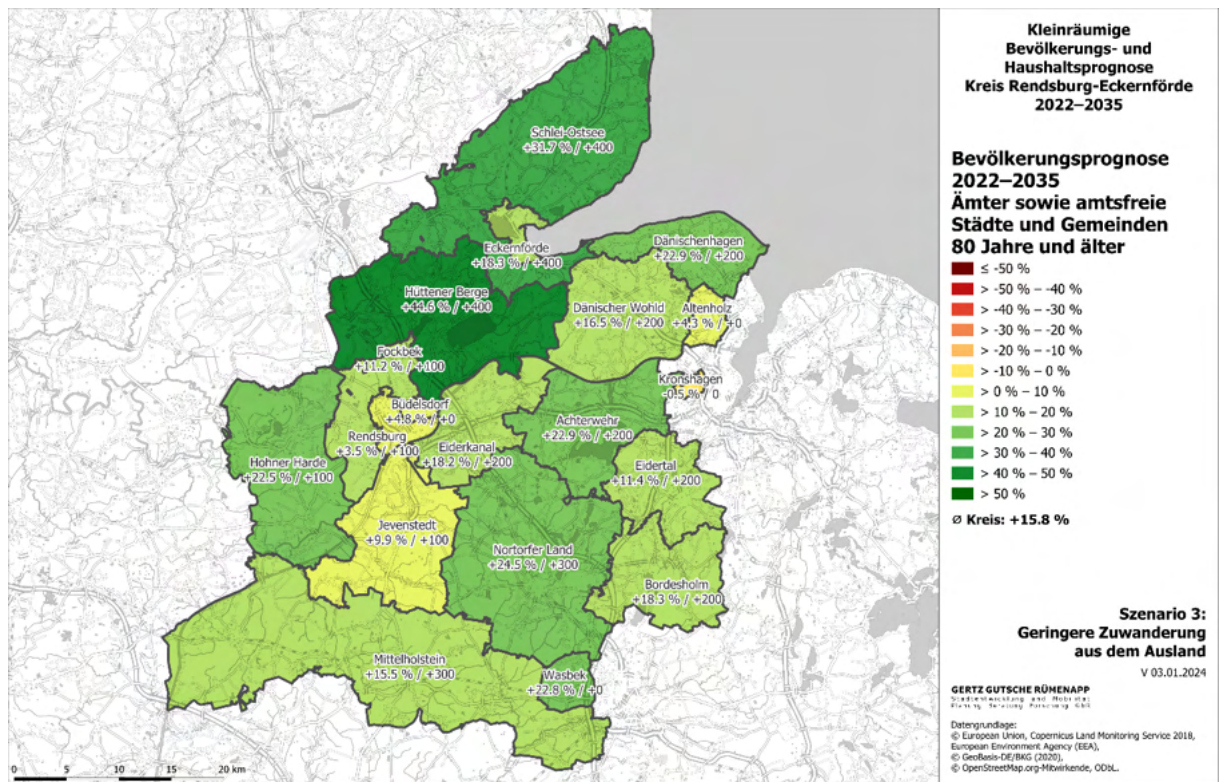 Schlei-Ostsee
+31.7 % / +400
Eckernförde
+18.3 % / +400
Dänischenhagen
+22.9 % / +200
Hüttener Berge
+44.6 % / +400
Dänischer Wohld
+16.5 % / +200
Altenholz
+4.3 % / +0
Fockbek
+11.2 % / +100
Kronshagen
-0.5 % / 0
Büdelsdorf
+4.8 % / +0
Achterwehr
+22.9 % / +200
Rendsburg
+3.5 % / +100
Eiderkanal
+18.2 % / +200
Hohner Harde
+22.5 % / +100
Eidertal
+11.4 % / +200
Jevenstedt
+9.9 % / +100
Nortorfer Land
+24.5 % / +300
Bordesholm
+18.3 % / +200
Mittelholstein
+15.5 % / +300
Wasbek
+22.8 % / +0
0 5 10 15 20 km
Kleinräumige
Bevölkerungs- und
Haushaltsprognose
Kreis Rendsburg-Eckernförde
2022–2035
Bevölkerungsprognose
2022–2035
Ämter sowie amtsfreie
Städte und Gemeinden
80 Jahre und älter
≤ -50 %
> -50 % – -40 %
> -40 % – -30 %
> -30 % – -20 %
> -20 % – -10 %
> -10 % – 0 %
> 0 % – 10 %
> 10 % – 20 %
> 20 % – 30 %
> 30 % – 40 %
> 40 % – 50 %
> 50 %
Ø Kreis: +15.8 %
Szenario 3:
Geringere Zuwanderung
aus dem Ausland
V 03.01.2024
GERTZ GUTSCHE RÜMENAPP
Stadtentwicklung und Mobilität
Planung Beratung Forschung GbR
Datengrundlage:
© European Union, Copernicus Land Monitoring Service 2018,
European Environment Agency (EEA),
© GeoBasis-DE/BKG (2020),
© OpenStreetMap.org-Mitwirkende, ODbL.